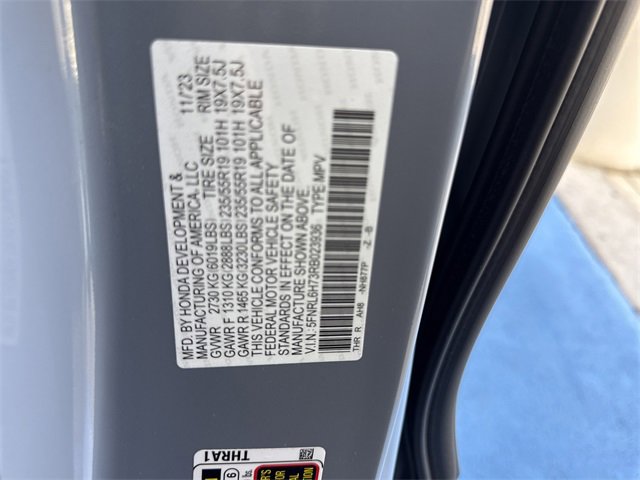 MFD. BY HONDA DEVELOPMENT & 11/23
MANUFACTURING OF AMERICA, LLC
TIRE SIZE RIM SIZE
GVWR 2730 KG(6019LBS)
GAWR F 1310 KG(2888LBS) 235/55R19 101H 19X7.5J
GAWR R 1465 KG(3230LBS) 235/55R19 101H 19X7.5J
THIS VEHICLE CONFORMS TO ALL APPLICABLE
FEDERAL MOTOR VEHICLE SAFETY
STANDARDS IN EFFECT ON THE DATE OF
MANUFACTURE SHOWN ABOVE.
V.I.N.: 5FNRL6H73RB023936 TYPE: MPV
THR R AH8 -NH877P -Z -B
THRA1